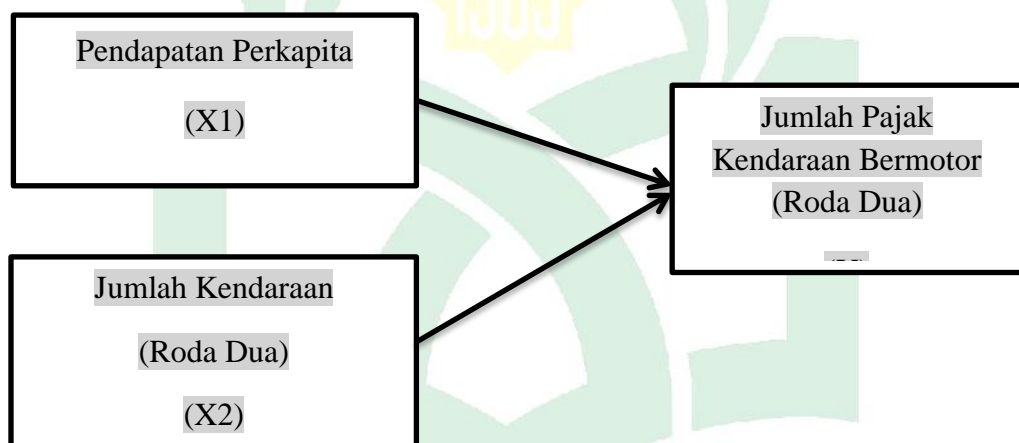 Pendapatan Perkapita
(X1)
Jumlah Pajak
Kendaraan Bermotor
(Roda Dua)
Jumlah Kendaraan
(Roda Dua)
(X2)